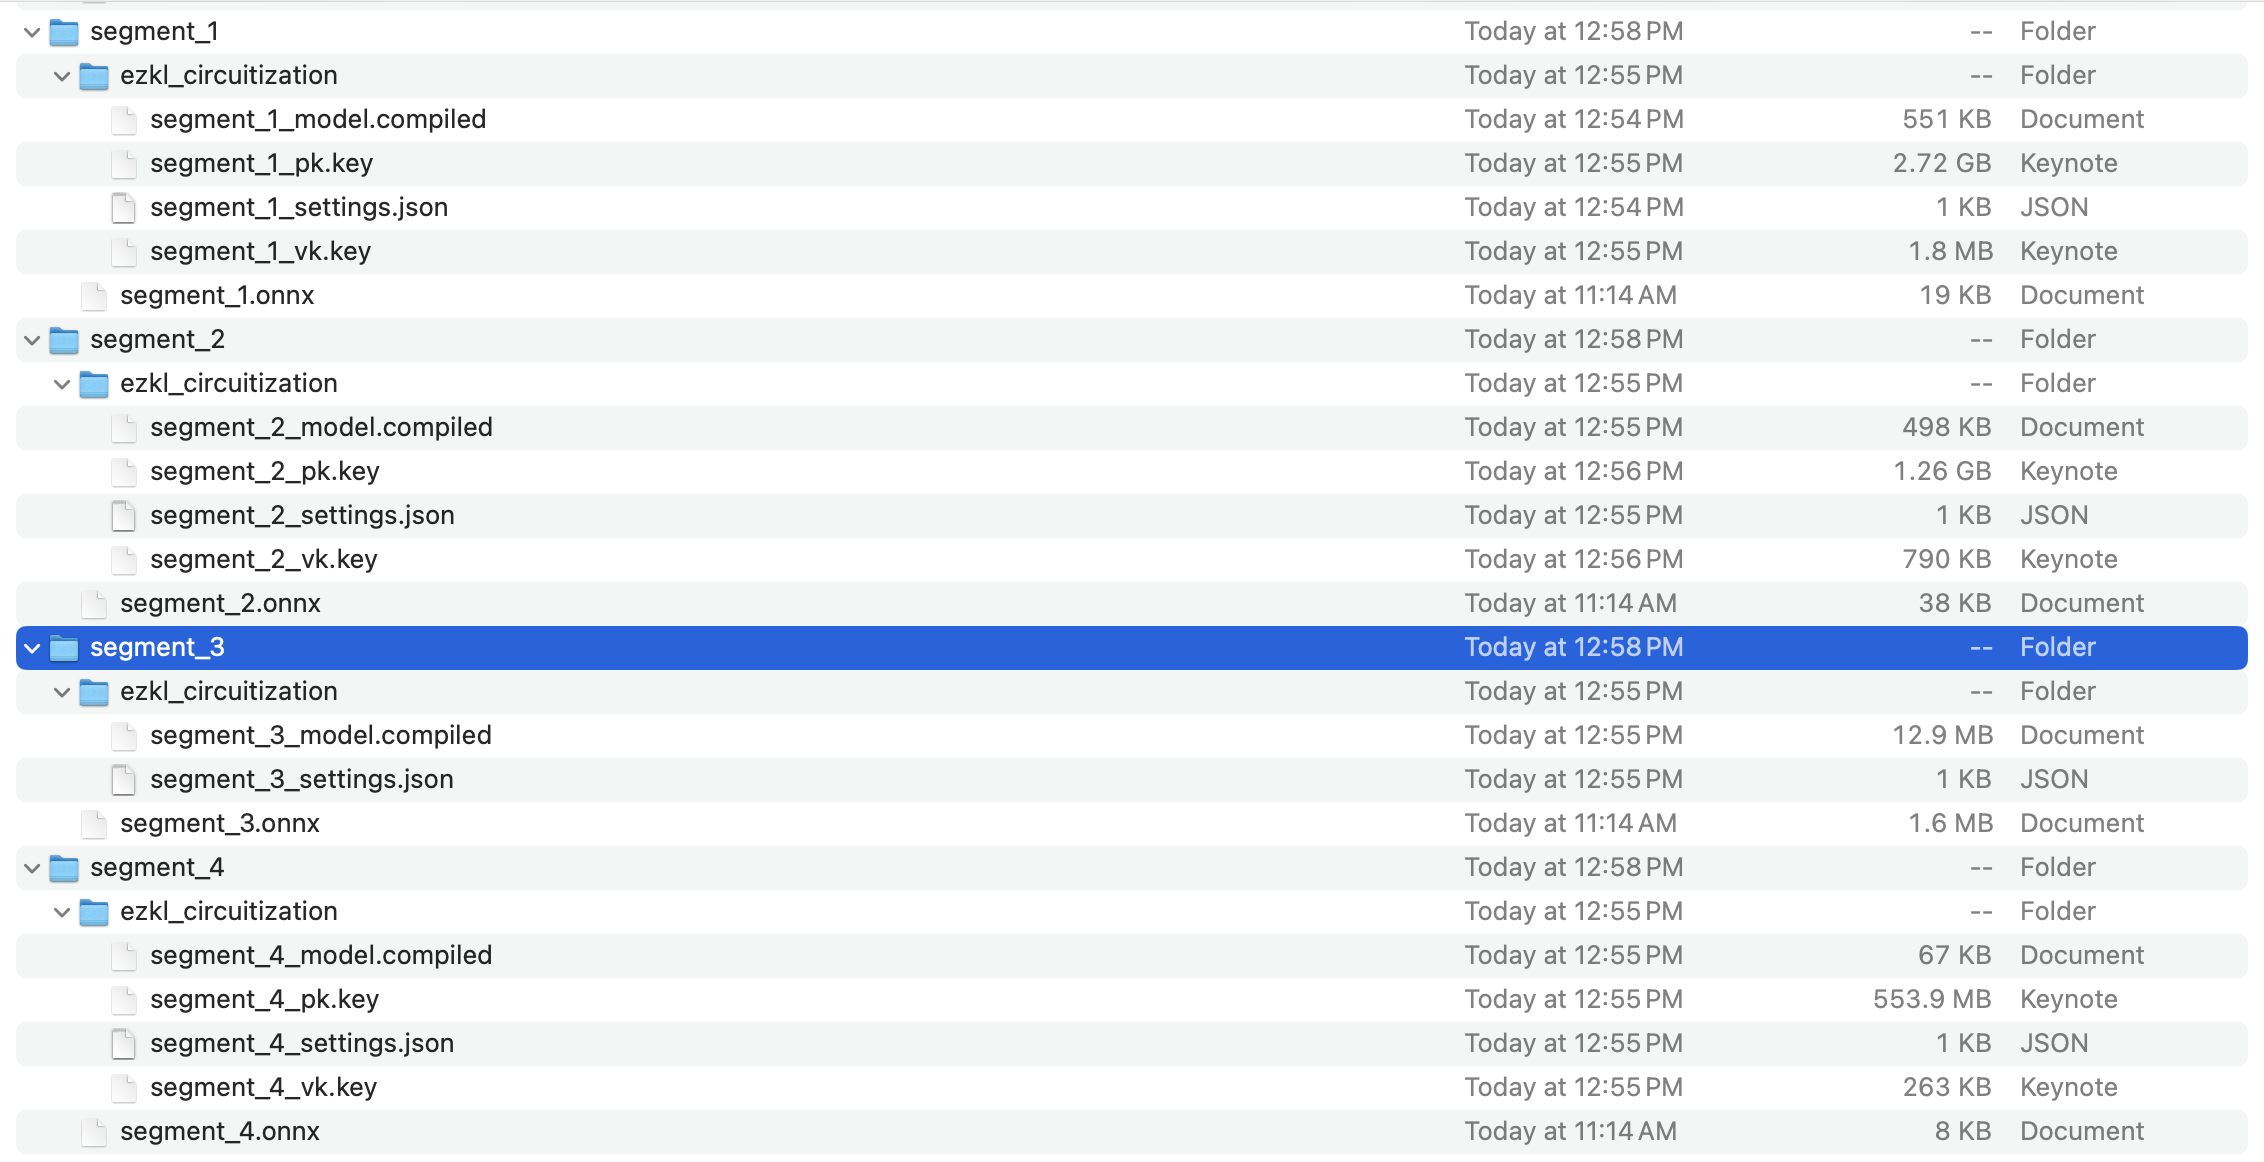 segment_1 Today at 12:58 PM -- Folder
ezkl_circuitization Today at 12:55 PM -- Folder
segment_1_model.compiled Today at 12:54 PM 551 KB Document
segment_1_pk.key Today at 12:55 PM 2.72 GB Keynote
segment_1_settings.json Today at 12:54 PM 1 KB JSON
segment_1_vk.key Today at 12:55 PM 1.8 MB Keynote
segment_1.onnx Today at 11:14 AM 19 KB Document
segment_2 Today at 12:58 PM -- Folder
ezkl_circuitization Today at 12:55 PM -- Folder
segment_2_model.compiled Today at 12:55 PM 498 KB Document
segment_2_pk.key Today at 12:56 PM 1.26 GB Keynote
segment_2_settings.json Today at 12:55 PM 1 KB JSON
segment_2_vk.key Today at 12:56 PM 790 KB Keynote
segment_2.onnx Today at 11:14 AM 38 KB Document
segment_3 Today at 12:58 PM -- Folder
ezkl_circuitization Today at 12:55 PM -- Folder
segment_3_model.compiled Today at 12:55 PM 12.9 MB Document
segment_3_settings.json Today at 12:55 PM 1 KB JSON
segment_3.onnx Today at 11:14 AM 1.6 MB Document
segment_4 Today at 12:58 PM -- Folder
ezkl_circuitization Today at 12:55 PM -- Folder
segment_4_model.compiled Today at 12:55 PM 67 KB Document
segment_4_pk.key Today at 12:55 PM 553.9 MB Keynote
segment_4_settings.json Today at 12:55 PM 1 KB JSON
segment_4_vk.key Today at 12:55 PM 263 KB Keynote
segment_4.onnx Today at 11:14 AM 8 KB Document